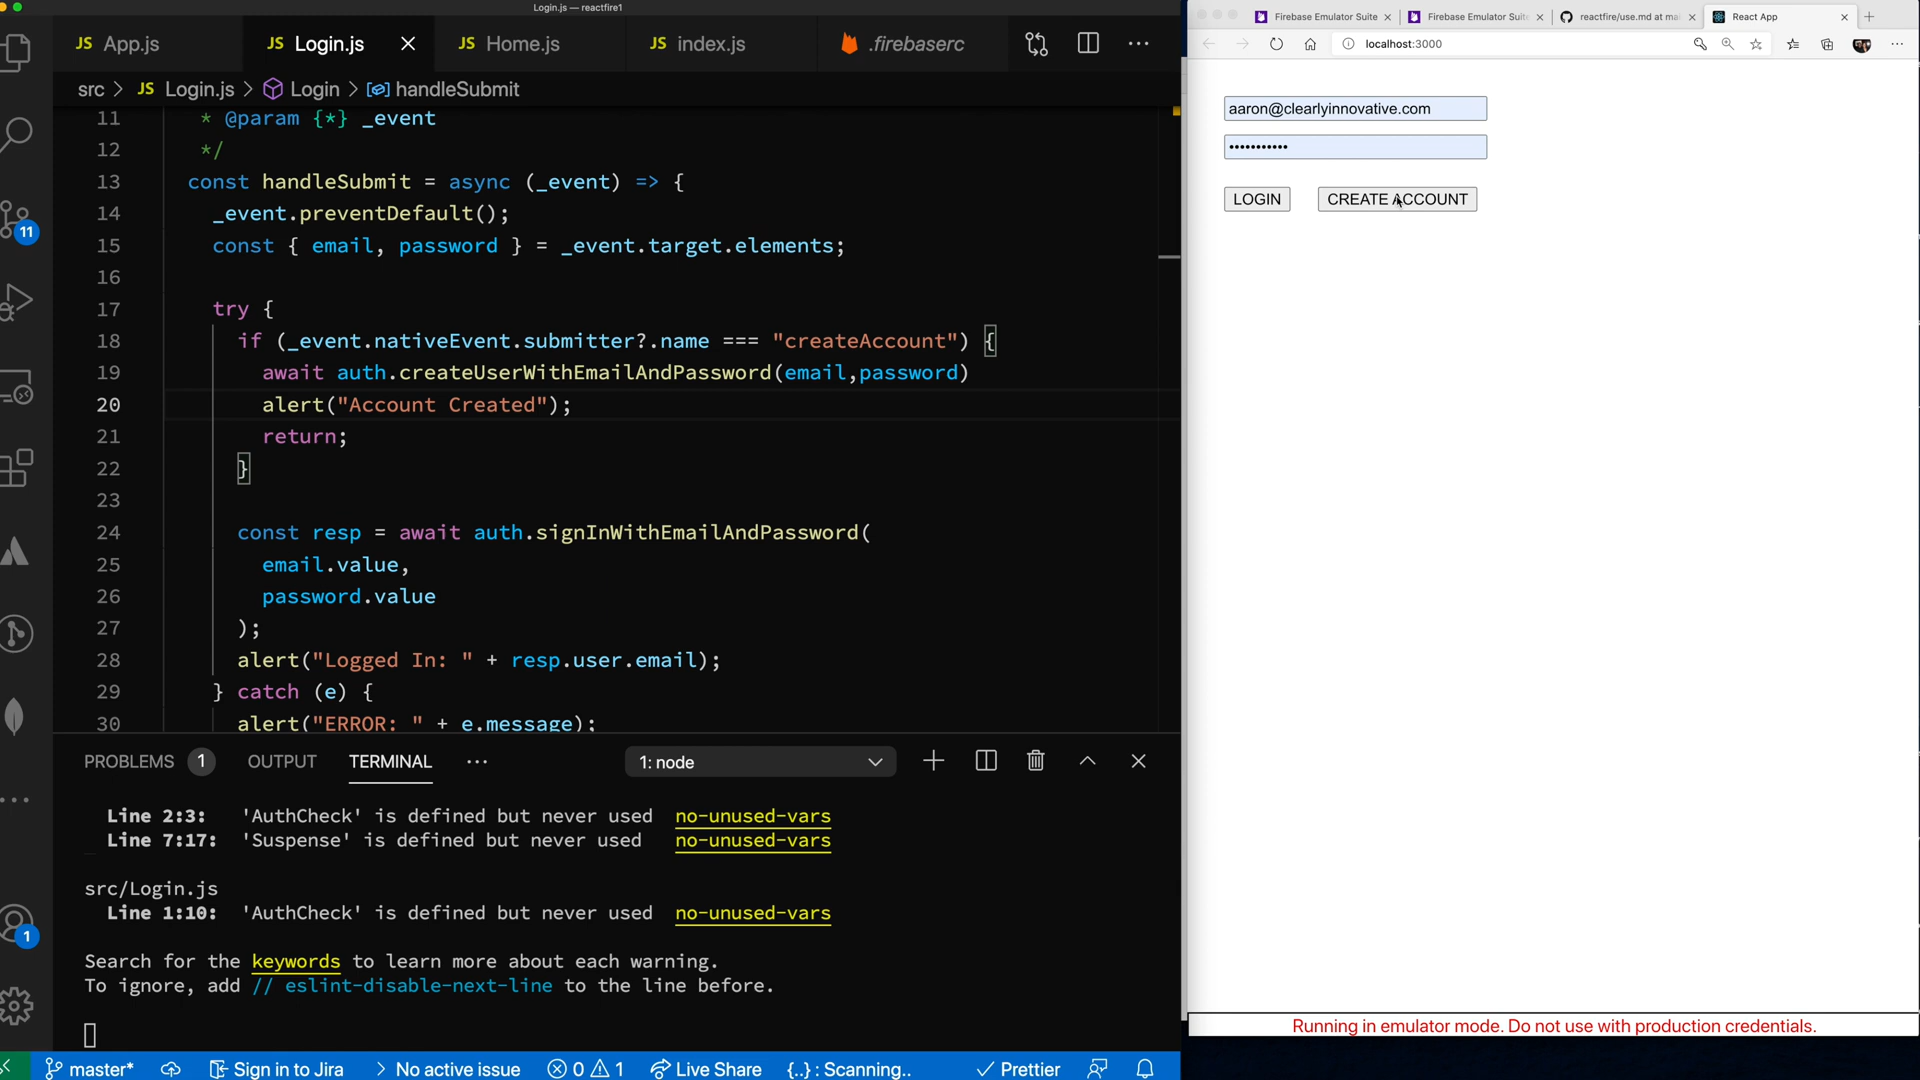 Login.js — reactfire1
JS App.js
JS Login.js
JS Home.js
JS index.js
.firebaserc
src > JS Login.js > Login > handleSubmit
11 * @param {*} _event
12 */
13 const handleSubmit = async (_event) => {
14 _event.preventDefault();
15 const { email, password } = _event.target.elements;
16
17 try {
18 if (_event.nativeEvent.submitter?.name === "createAccount") {
19 await auth.createUserWithEmailAndPassword(email,password)
20 alert("Account Created");
21 return;
22 }
23
24 const resp = await auth.signInWithEmailAndPassword(
25 email.value,
26 password.value
27 );
28 alert("Logged In: " + resp.user.email);
29 } catch (e) {
30 alert("ERROR: " + e.message);
11
1
PROBLEMS 1 OUTPUT TERMINAL ··· 1: node
Line 2:3: 'AuthCheck' is defined but never used no-unused-vars
Line 7:17: 'Suspense' is defined but never used no-unused-vars
src/Login.js
Line 1:10: 'AuthCheck' is defined but never used no-unused-vars
Search for the keywords to learn more about each warning.
To ignore, add // eslint-disable-next-line to the line before.
master* Sign in to Jira > No active issue 0 1 Live Share {..} : Scanning.. Prettier
Firebase Emulator Suite
Firebase Emulator Suite
reactfire/use.md at mai
React App
localhost:3000
aaron@clearlyinnovative.com
•••••••••••
LOGIN CREATE ACCOUNT
Running in emulator mode. Do not use with production credentials.